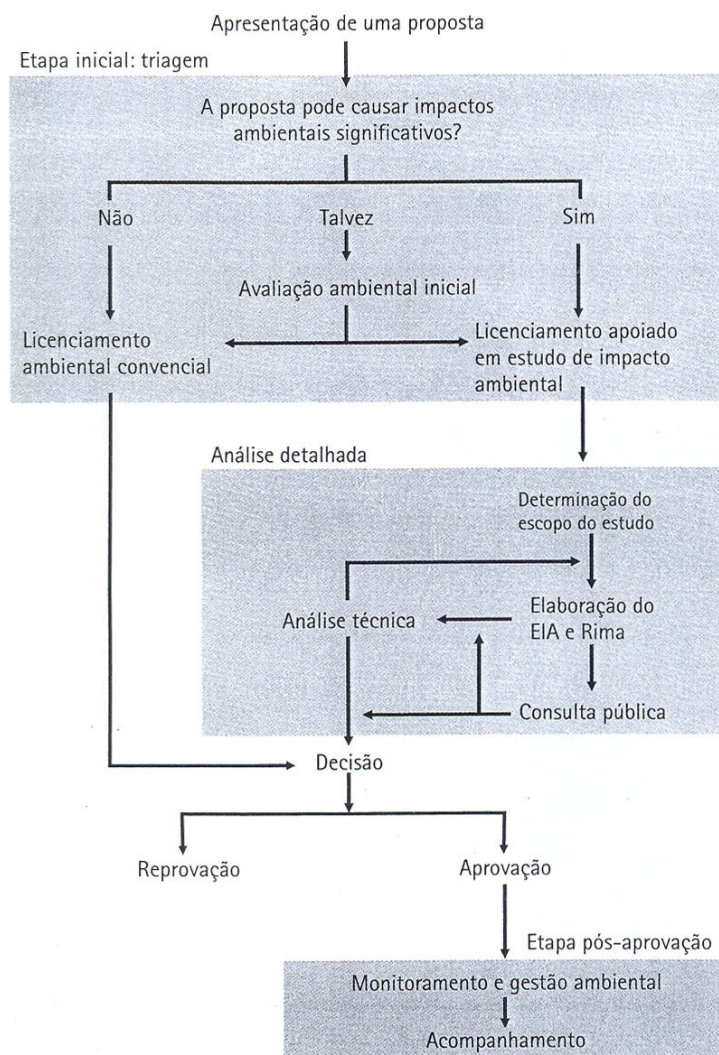 Apresentação de uma proposta
Etapa inicial: triagem
A proposta pode causar impactos
ambientais significativos?
Não
Talvez
Sim
Avaliação ambiental inicial
Licenciamento
ambiental convencial
Licenciamento apoiado
em estudo de impacto
ambiental
Análise detalhada
Determinação do
escopo do estudo
Análise técnica
Elaboração do
EIA e Rima
Consulta pública
Decisão
Reprovação
Aprovação
Etapa pós-aprovação
Monitoramento e gestão ambiental
Acompanhamento